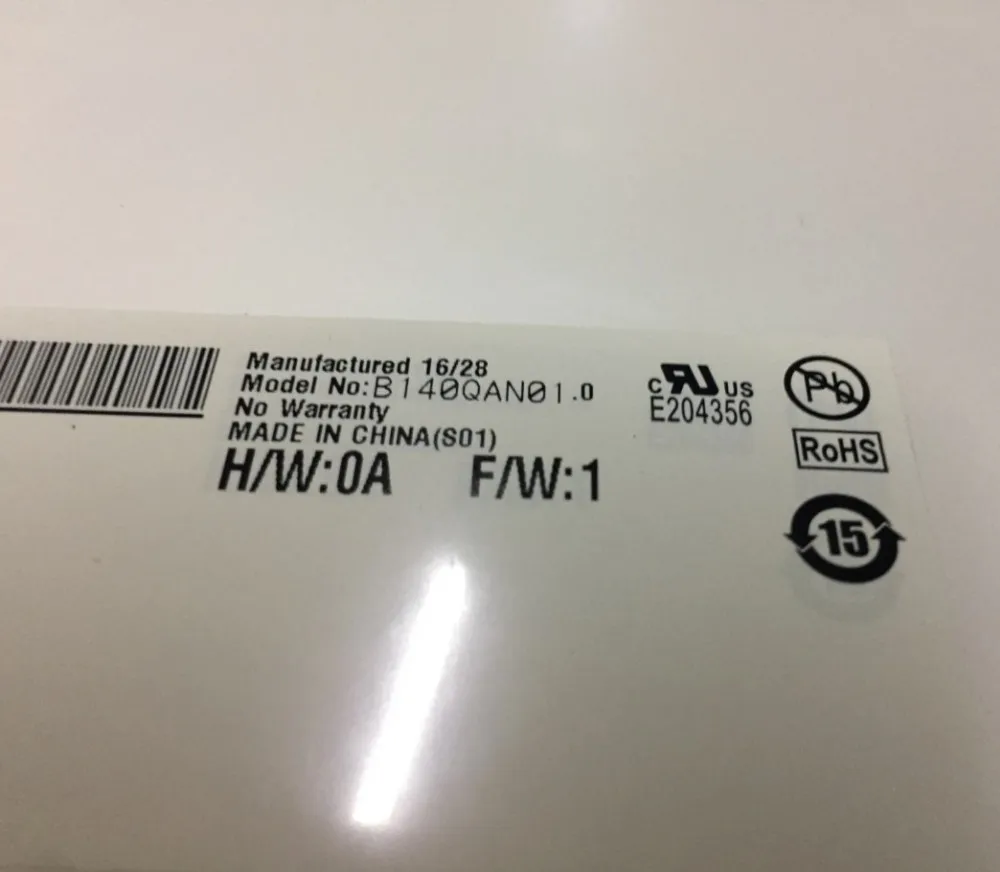 Manufactured 16/28
Model No:B140QAN01.0
No Warranty
MADE IN CHINA(S01)
H/W:0A F/W:1
C RU US
E204356
Pb
RoHS
15